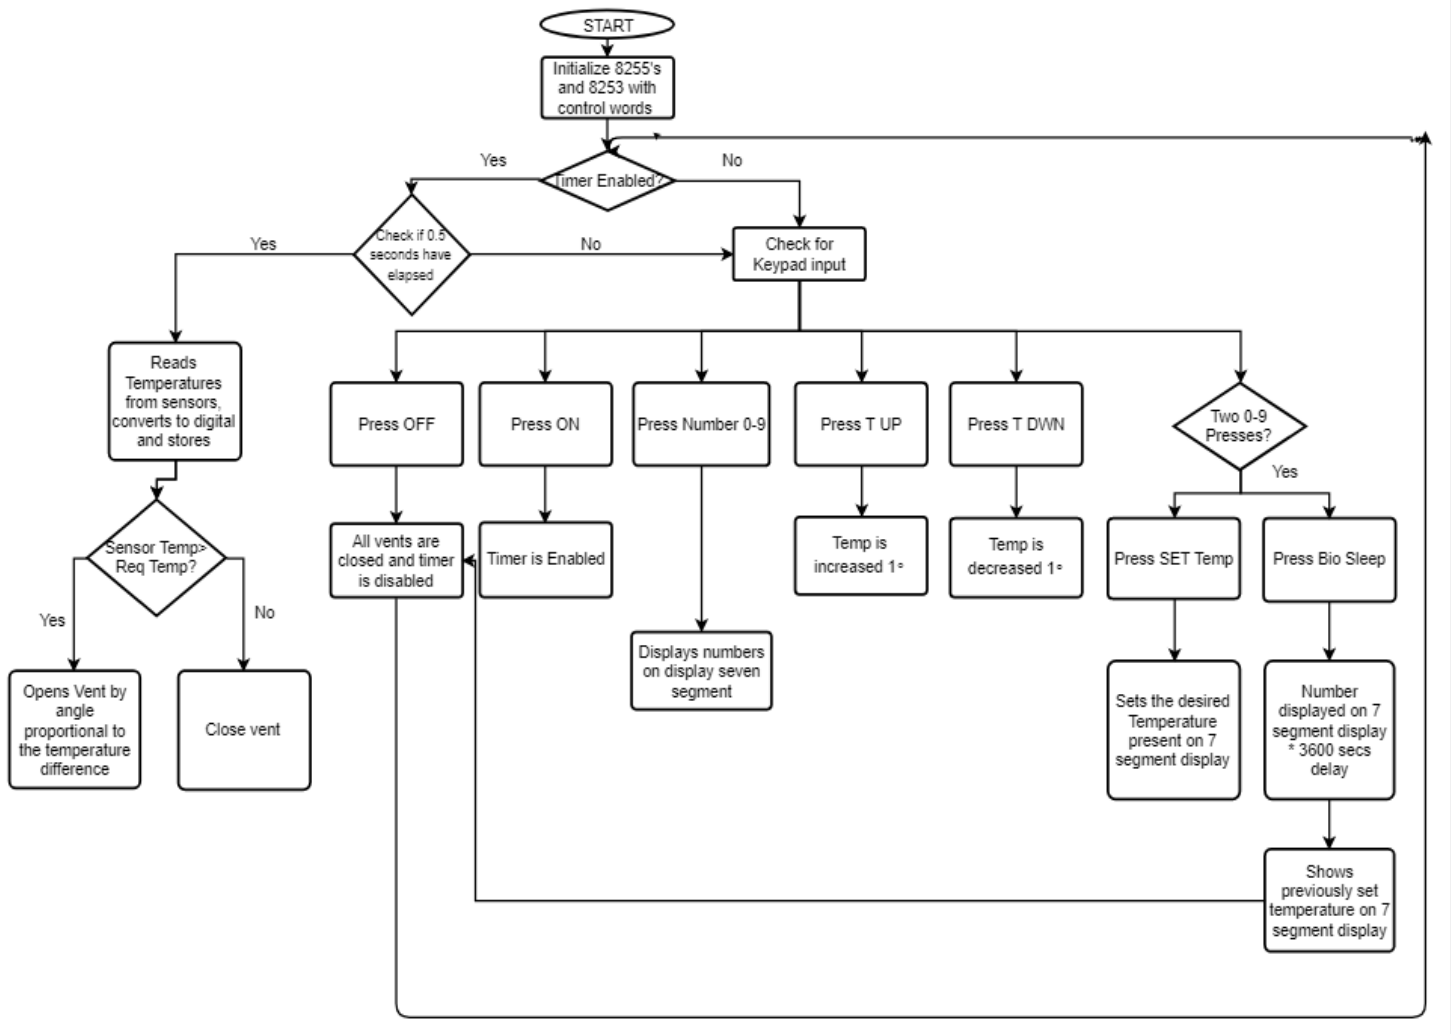 START
Initialize 8255's
and 8253 with
control words
Yes
No
Timer Enabled?
Check if 0.5
seconds have
elapsed
Yes
No
Check for
Keypad input
Reads
Temperatures
from sensors,
converts to digital
and stores
Press OFF
Press ON
Press Number 0-9
Press T UP
Press T DWN
Two 0-9
Presses?
Yes
Sensor Temp>
Req Temp?
All vents are
closed and timer
is disabled
Timer is Enabled
Temp is
increased 1°
Temp is
decreased 1°
Press SET Temp
Press Bio Sleep
Yes
No
Displays numbers
on display seven
segment
Opens Vent by
angle
proportional to
the temperature
difference
Close vent
Sets the desired
Temperature
present on 7
segment display
Number
displayed on 7
segment display
* 3600 secs
delay
Shows
previously set
temperature on 7
segment display